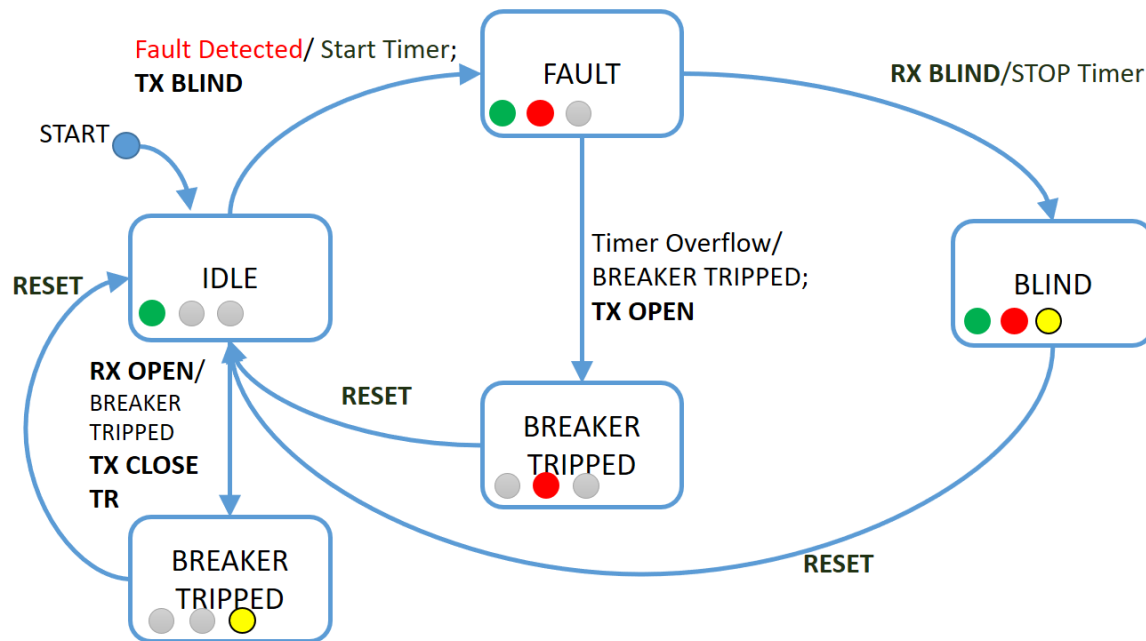 Fault Detected/ Start Timer;
TX BLIND
FAULT
RX BLIND/STOP Timer
START
IDLE
RESET
Timer Overflow/
BREAKER TRIPPED;
TX OPEN
BLIND
RX OPEN/
BREAKER
TRIPPED
TX CLOSE
TR
RESET
BREAKER
TRIPPED
BREAKER
TRIPPED
RESET